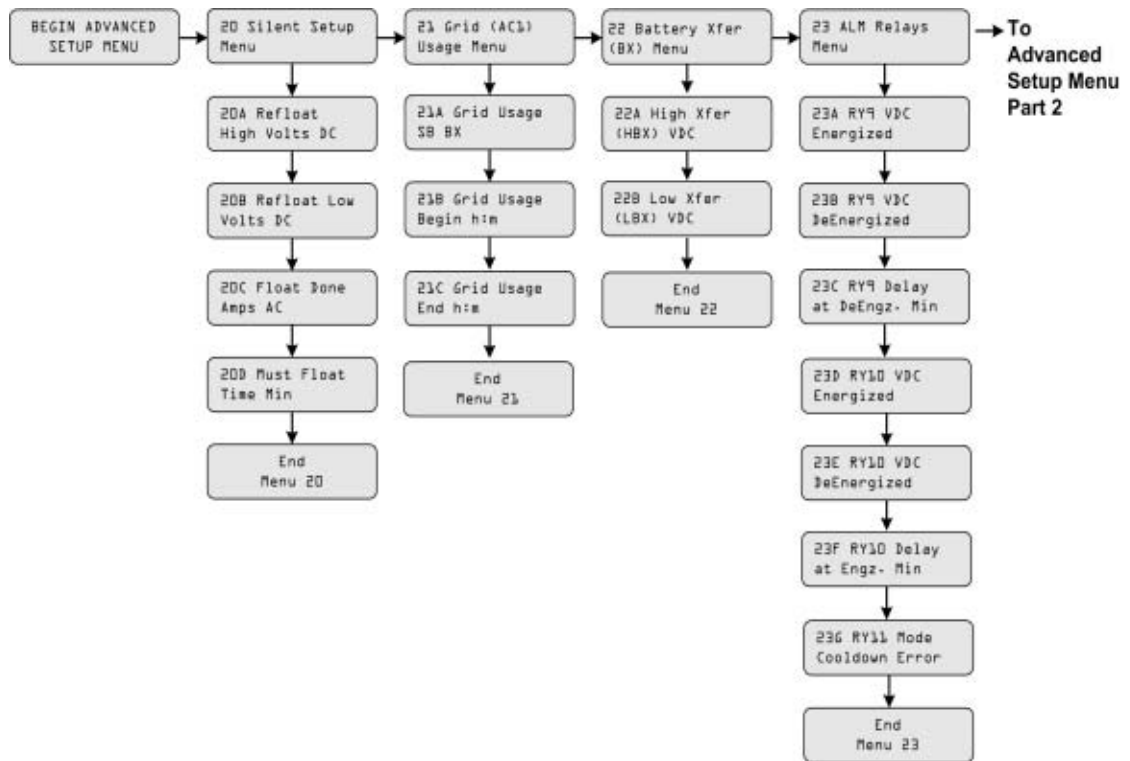 BEGIN ADVANCED
SETUP MENU
20 Silent Setup
Menu
20A Refloat
High Volts DC
20B Refloat Low
Volts DC
20C Float Done
Amps AC
20D Must Float
Time Min
End
Menu 20
21 Grid (AC1)
Usage Menu
21A Grid Usage
SB BX
21B Grid Usage
Begin h:m
21C Grid Usage
End h:m
End
Menu 21
22 Battery Xfer
(BX) Menu
22A High Xfer
(HBX) VDC
22B Low Xfer
(LBX) VDC
End
Menu 22
23 ALM Relays
Menu
23A RY9 VDC
Energized
23B RY9 VDC
DeEnergized
23C RY9 Delay
at DeEngz. Min
23D RY10 VDC
Energized
23E RY10 VDC
DeEnergized
23F RY10 Delay
at Engz. Min
23G RY11 Mode
Cooldown Error
End
Menu 23
To
Advanced
Setup Menu
Part 2